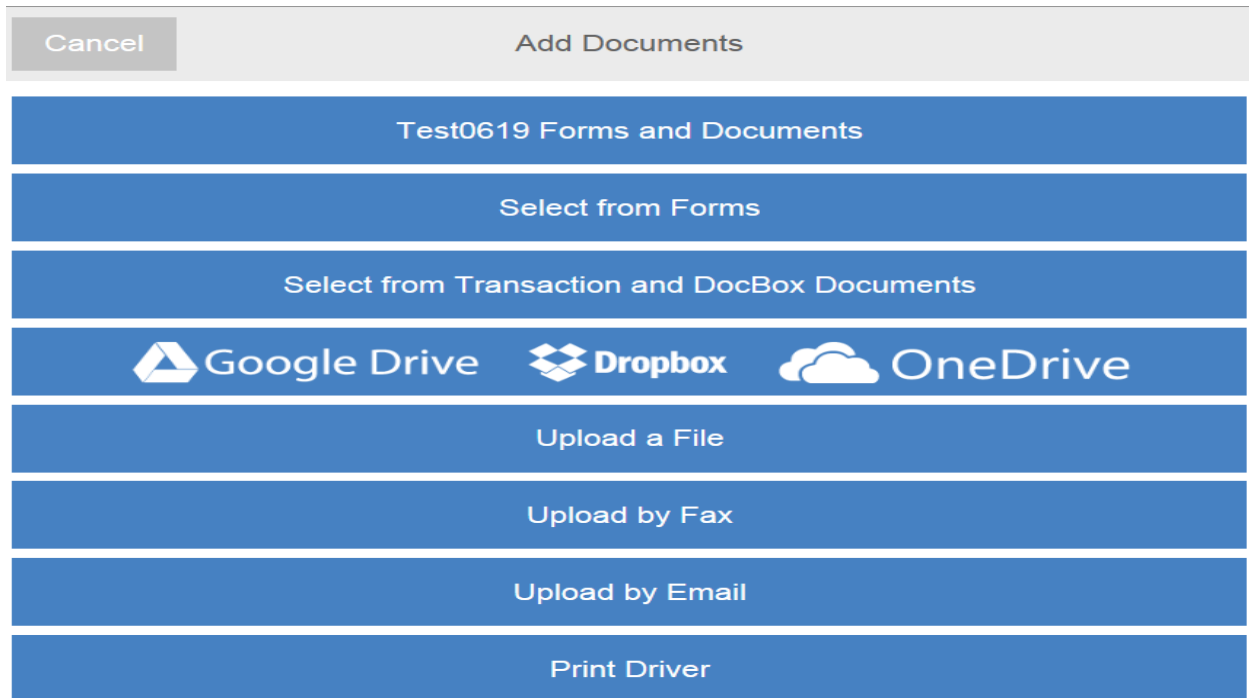 Cancel Add Documents
Test0619 Forms and Documents
Select from Forms
Select from Transaction and DocBox Documents
Google Drive Dropbox OneDrive
Upload a File
Upload by Fax
Upload by Email
Print Driver